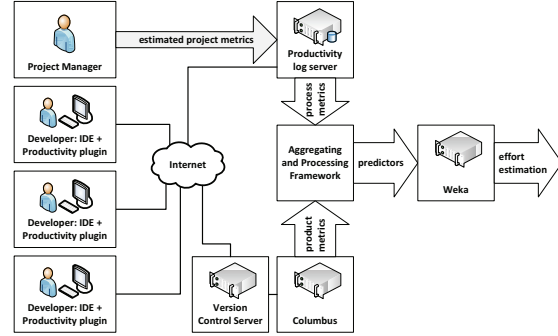 Project Manager
estimated project metrics
Productivity
log server
process
metrics
Developer: IDE +
Productivity plugin
Internet
Aggregating
and Processing
Framework
predictors
Weka
effort
estimation
Developer: IDE +
Productivity plugin
product
metrics
Developer: IDE +
Productivity plugin
Version
Control Server
Columbus